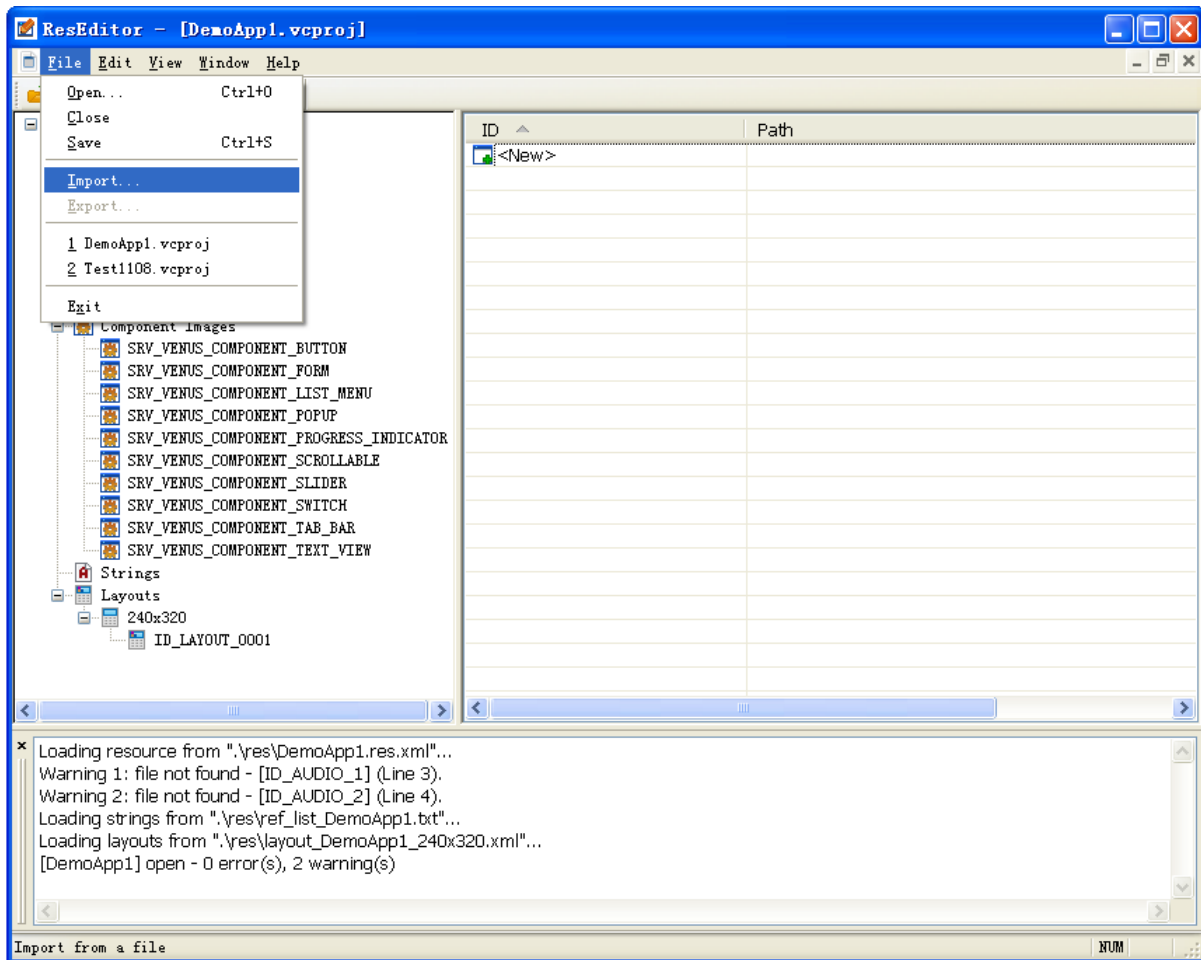 ResEditor - [DemoApp1.vcproj]
File Edit View Window Help
Open... Ctrl+O
Close
Save Ctrl+S
Import...
Export...
1 DemoApp1.vcproj
2 Test1108.vcproj
Exit
ID Path
<New>
Component Images
SRV_VENUS_COMPONENT_BUTTON
SRV_VENUS_COMPONENT_FORM
SRV_VENUS_COMPONENT_LIST_MENU
SRV_VENUS_COMPONENT_POPUP
SRV_VENUS_COMPONENT_PROGRESS_INDICATOR
SRV_VENUS_COMPONENT_SCROLLABLE
SRV_VENUS_COMPONENT_SLIDER
SRV_VENUS_COMPONENT_SWITCH
SRV_VENUS_COMPONENT_TAB_BAR
SRV_VENUS_COMPONENT_TEXT_VIEW
Strings
Layouts
240x320
ID_LAYOUT_0001
Loading resource from ".\res\DemoApp1.res.xml"...
Warning 1: file not found - [ID_AUDIO_1] (Line 3).
Warning 2: file not found - [ID_AUDIO_2] (Line 4).
Loading strings from ".\res\ref_list_DemoApp1.txt"...
Loading layouts from ".\res\layout_DemoApp1_240x320.xml"...
[DemoApp1] open - 0 error(s), 2 warning(s)
Import from a file NUM